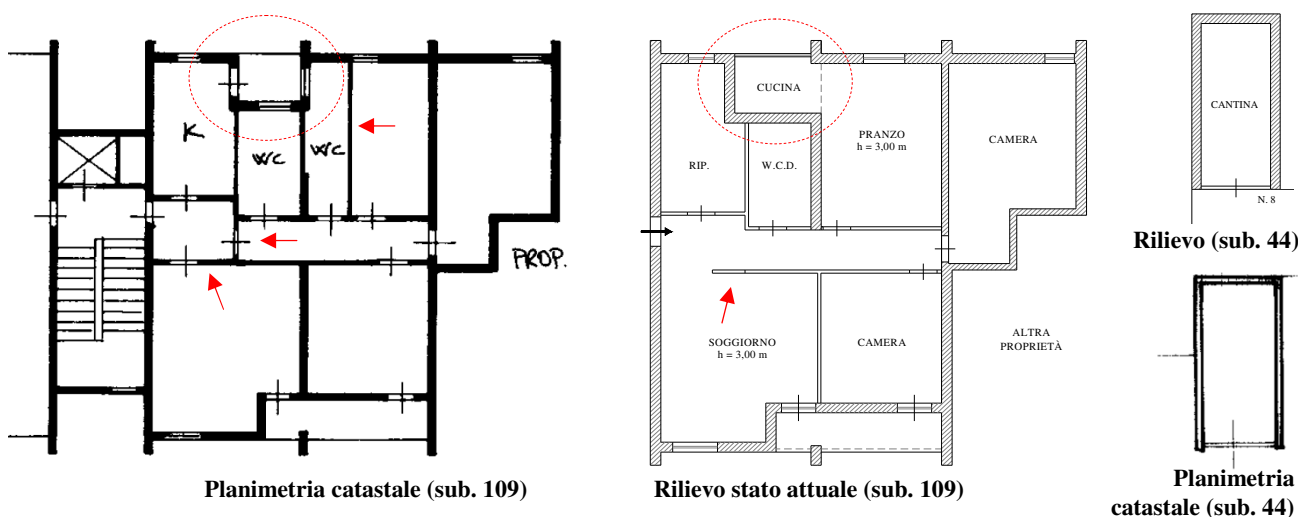 K
WC
WC
PROP.
Planimetria catastale (sub. 109)
CUCINA
PRANZO
h = 3,00 m
CAMERA
RIP.
W.C.D.
SOGGIORNO
h = 3,00 m
CAMERA
ALTRA
PROPRIETÀ
Rilievo stato attuale (sub. 109)
CANTINA
N. 8
Rilievo (sub. 44)
Planimetria
catastale (sub. 44)